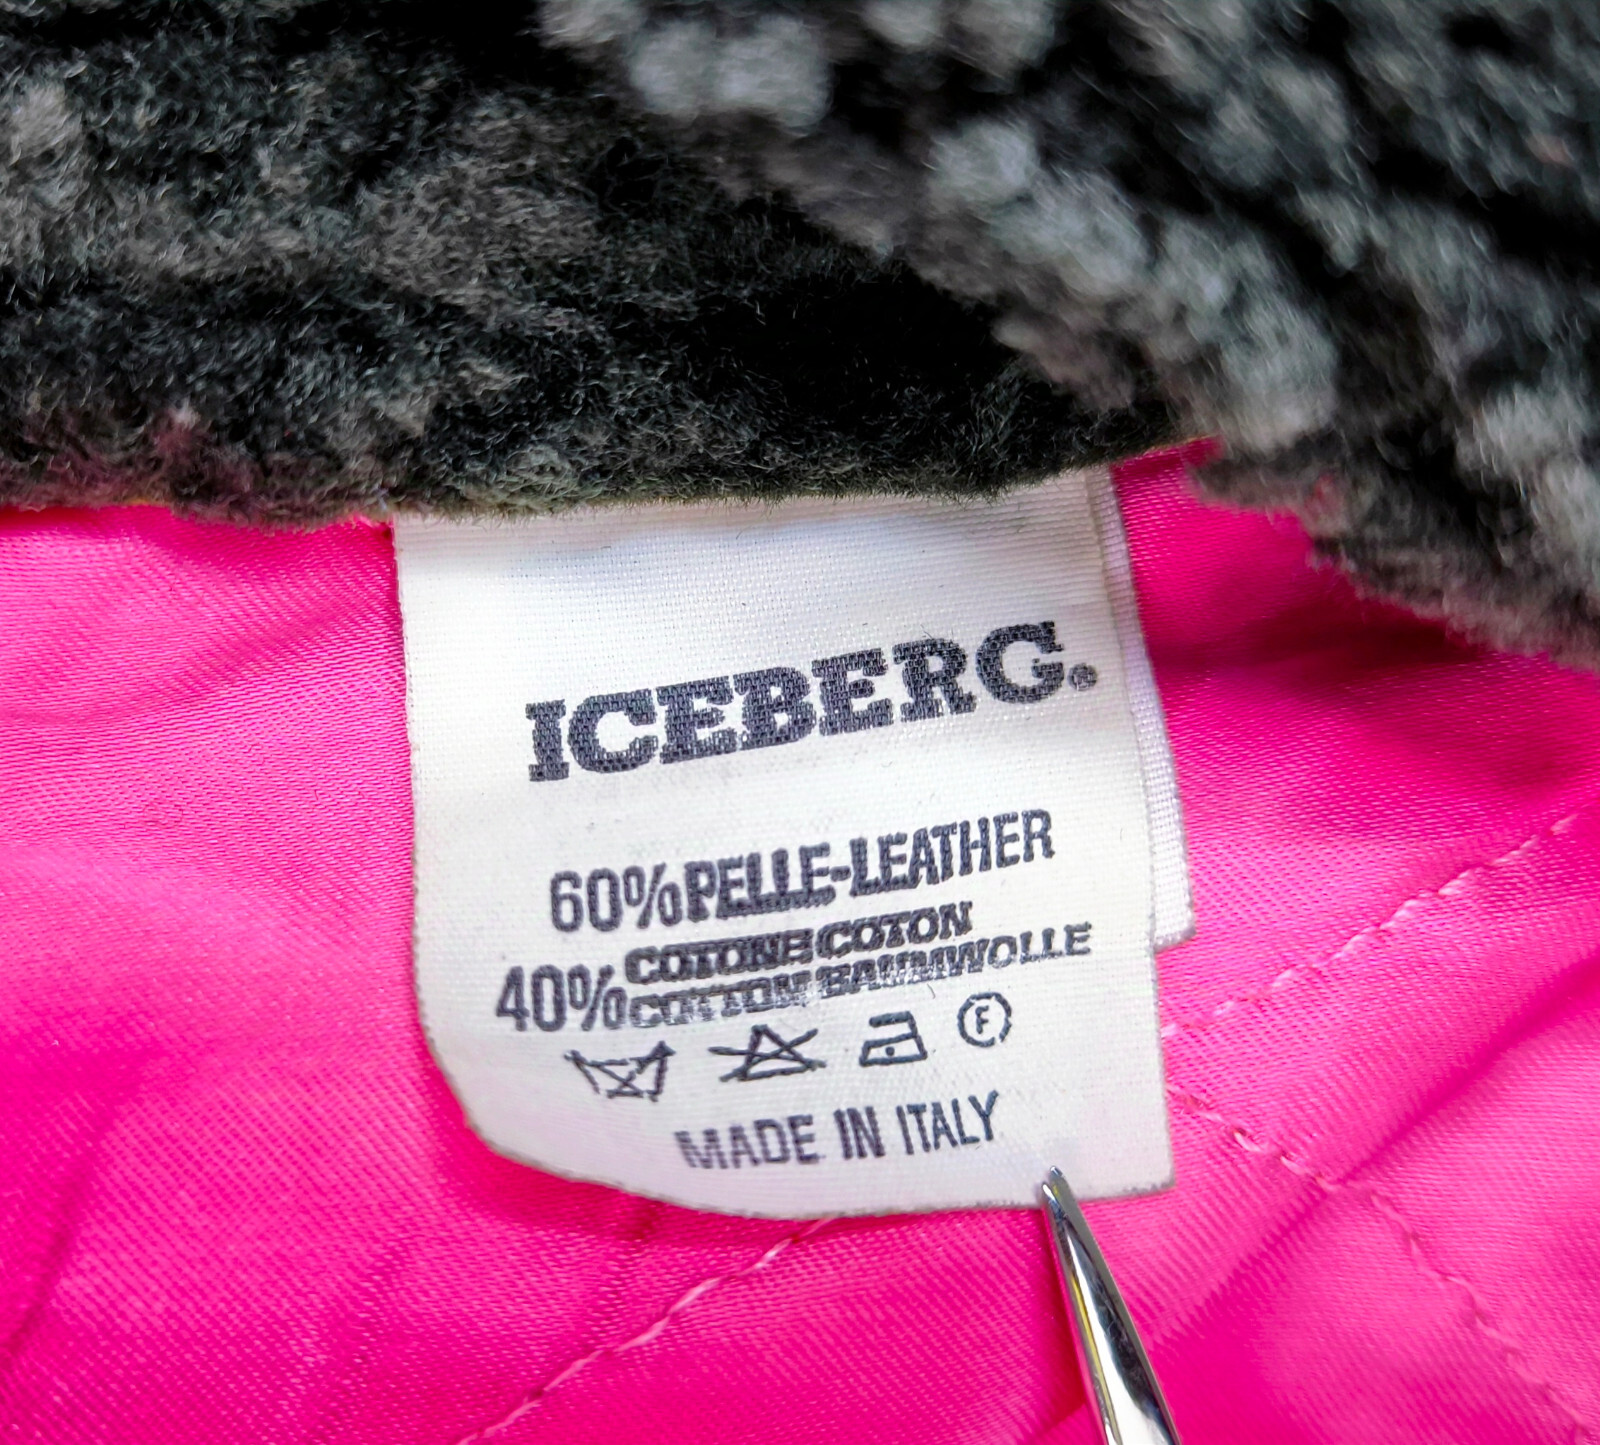 ICEBERG®
60% PELLE-LEATHER
40% COTONE COTON
COTTON BAUMWOLLE
F
MADE IN ITALY